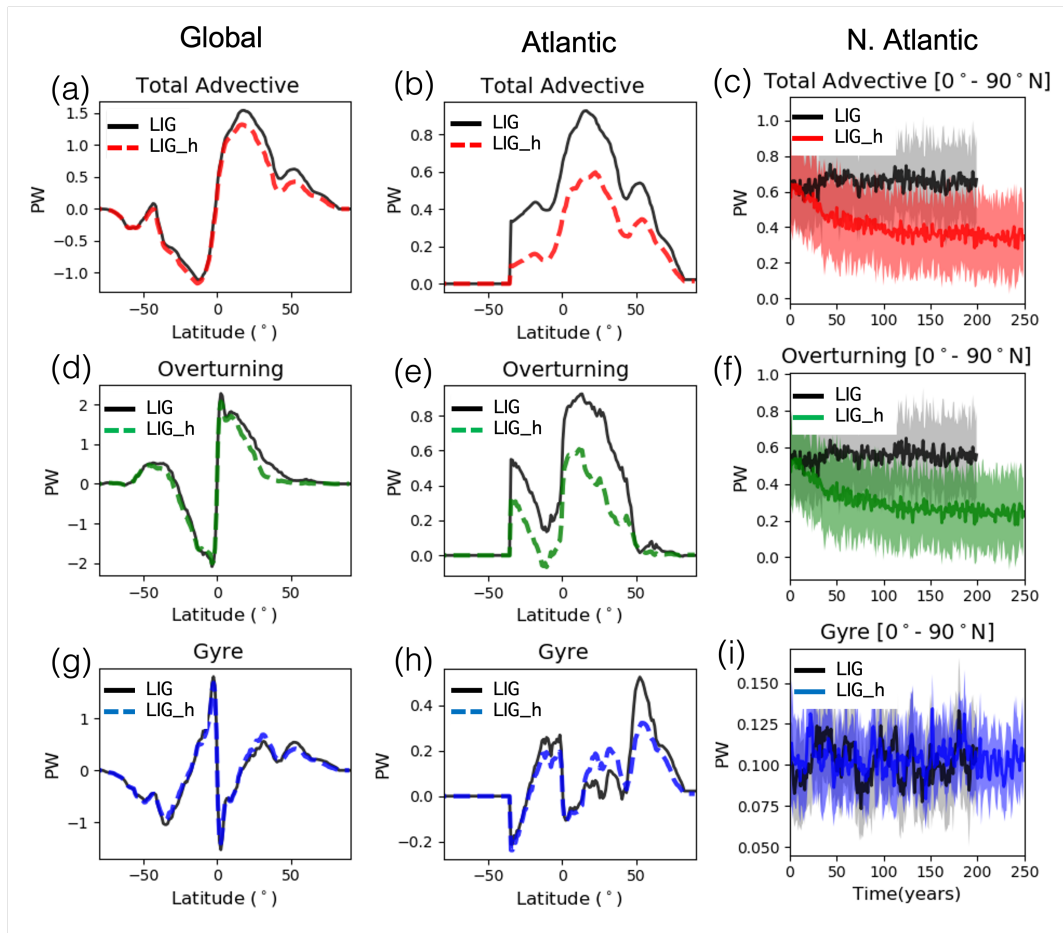 Global
Atlantic
N. Atlantic
(a)
Total Advective
1.5
1.0
0.5
0.0
−0.5
−1.0
PW
LIG
LIG_h
−50
0
50
Latitude (°)
(b)
Total Advective
0.8
0.6
0.4
0.2
0.0
PW
LIG
LIG_h
−50
0
50
Latitude (°)
(c)
Total Advective [0°- 90°N]
1.0
0.8
0.6
0.4
0.2
0.0
PW
LIG
LIG_h
0
50
100
150
200
250
(d)
Overturning
2
1
0
−1
−2
PW
LIG
LIG_h
−50
0
50
Latitude (°)
(e)
Overturning
0.8
0.6
0.4
0.2
0.0
PW
LIG
LIG_h
−50
0
50
Latitude (°)
(f)
Overturning [0°- 90°N]
1.0
0.8
0.6
0.4
0.2
0.0
PW
LIG
LIG_h
0
50
100
150
200
250
(g)
Gyre
1
0
−1
PW
LIG
LIG_h
−50
0
50
Latitude (°)
(h)
Gyre
0.4
0.2
0.0
−0.2
PW
LIG
LIG_h
−50
0
50
Latitude (°)
(i)
Gyre [0°- 90°N]
0.150
0.125
0.100
0.075
0.050
PW
LIG
LIG_h
0
50
100
150
200
250
Time(years)